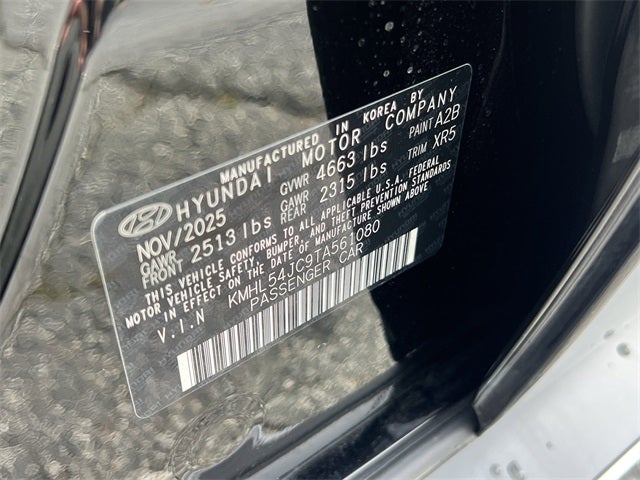 MANUFACTURED IN KOREA BY
HYUNDAI MOTOR COMPANY
NOV/2025 GVWR 4663 lbs PAINT A2B
GAWR FRONT 2513 lbs GAWR REAR 2315 lbs TRIM XR5
THIS VEHICLE CONFORMS TO ALL APPLICABLE U.S.A. FEDERAL
MOTOR VEHICLE SAFETY, BUMPER, AND THEFT PREVENTION STANDARDS
IN EFFECT ON THE DATE OF MANUFACTURE SHOWN ABOVE
V.I.N KMHL54JC9TA561080
PASSENGER CAR